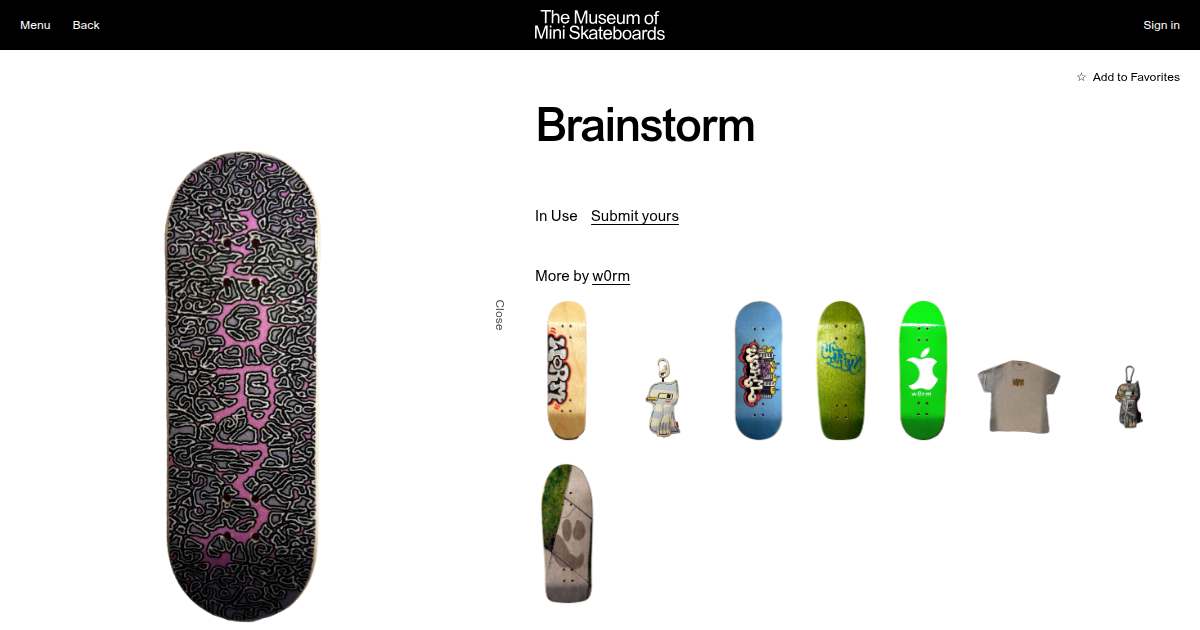 Menu
Back
The Museum of
Mini Skateboards
Sign in
☆ Add to Favorites
Brainstorm
In Use Submit yours
More by w0rm
Close
w0rm